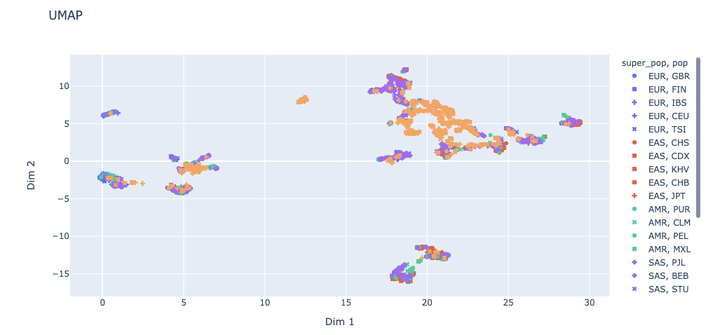 UMAP
super_pop, pop
EUR, GBR
EUR, FIN
EUR, IBS
EUR, CEU
EUR, TSI
EAS, CHS
EAS, CDX
EAS, KHV
EAS, CHB
EAS, JPT
AMR, PUR
AMR, CLM
AMR, PEL
AMR, MXL
SAS, PJL
SAS, BEB
SAS, STU
10
5
0
−5
−10
−15
Dim 2
0 5 10 15 20 25 30
Dim 1